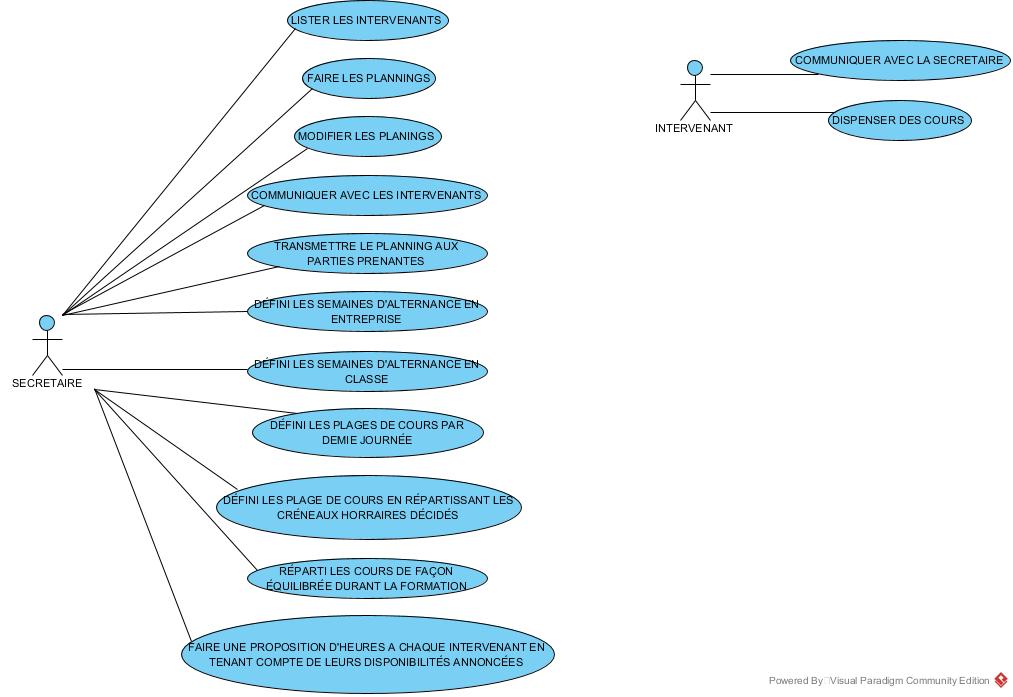 LISTER LES INTERVENANTS
FAIRE LES PLANNINGS
MODIFIER LES PLANINGS
COMMUNIQUER AVEC LES INTERVENANTS
TRANSMETTRE LE PLANNING AUX
PARTIES PRENANTES
DÉFINI LES SEMAINES D'ALTERNANCE EN
ENTREPRISE
SECRETAIRE
DÉFINI LES SEMAINES D'ALTERNANCE EN
CLASSE
DÉFINI LES PLAGES DE COURS PAR
DEMIE JOURNÉE
DÉFINI LES PLAGE DE COURS EN RÉPARTISSANT LES
CRÉNEAUX HORRAIRES DÉCIDÉS
RÉPARTI LES COURS DE FAÇON
ÉQUILIBRÉE DURANT LA FORMATION
FAIRE UNE PROPOSITION D'HEURES A CHAQUE INTERVENANT EN
TENANT COMPTE DE LEURS DISPONIBILITÉS ANNONCÉES
COMMUNIQUER AVEC LA SECRETAIRE
DISPENSER DES COURS
INTERVENANT
Powered By Visual Paradigm Community Edition